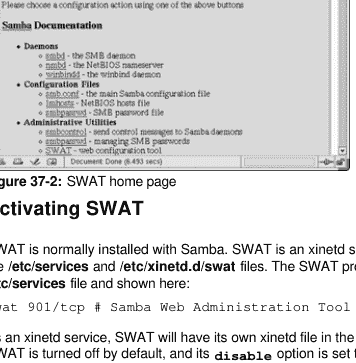 Please choose a configuration action using one of the above buttons
Samba Documentation
• Daemons
○ smbd - the SMB daemon
○ nmbd - the NetBIOS nameserver
○ winbindd - the winbind daemon
• Configuration Files
○ smb.conf - the main Samba configuration file
○ lmhosts - NetBIOS hosts file
○ smbpasswd - SMB password file
• Administrative Utilities
○ smbcontrol - send control messages to Samba daemons
○ smbpasswd - managing SMB passwords
○ SWAT - web configuration tool
Document: Done (6.493 secs)
gure 37-2: SWAT home page
ctivating SWAT
WAT is normally installed with Samba. SWAT is an xinetd s
e /etc/services and /etc/xinetd.d/swat files. The SWAT pr
tc/services file and shown here:
wat 901/tcp # Samba Web Administration Tool
s an xinetd service, SWAT will have its own xinetd file in the
WAT is turned off by default, and its disable option is set t